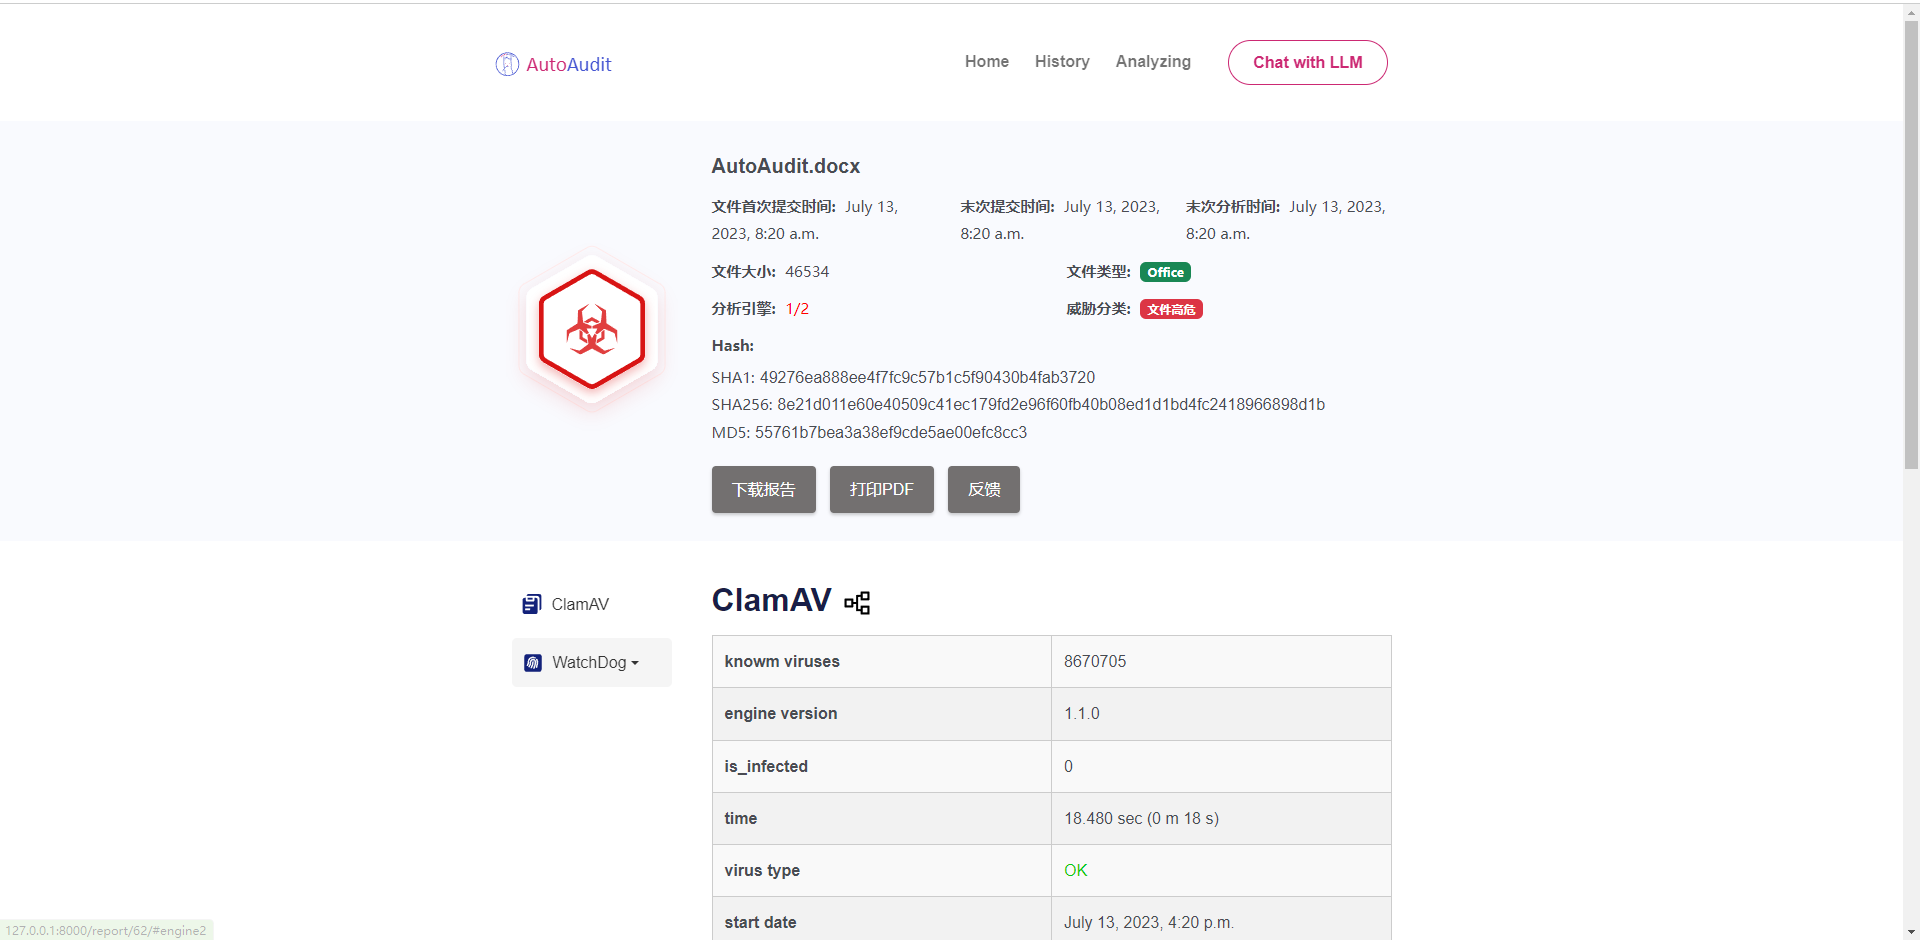 AutoAudit
Home
History
Analyzing
Chat with LLM
AutoAudit.docx
文件首次提交时间: July 13,
2023, 8:20 a.m.
末次提交时间: July 13, 2023,
8:20 a.m.
末次分析时间: July 13, 2023,
8:20 a.m.
文件大小: 46534
文件类型: Office
分析引擎: 1/2
威胁分类: 文件高危
Hash:
SHA1: 49276ea888ee4f7fc9c57b1c5f90430b4fab3720
SHA256: 8e21d011e60e40509c41ec179fd2e96f60fb40b08ed1d1bd4fc2418966898d1b
MD5: 55761b7bea3a38ef9cde5ae00efc8cc3
下载报告
打印PDF
反馈
ClamAV
WatchDog
ClamAV
knowm viruses 8670705
engine version 1.1.0
is_infected 0
time 18.480 sec (0 m 18 s)
virus type OK
start date July 13, 2023, 4:20 p.m.
127.0.0.1:8000/report/62/#engine2